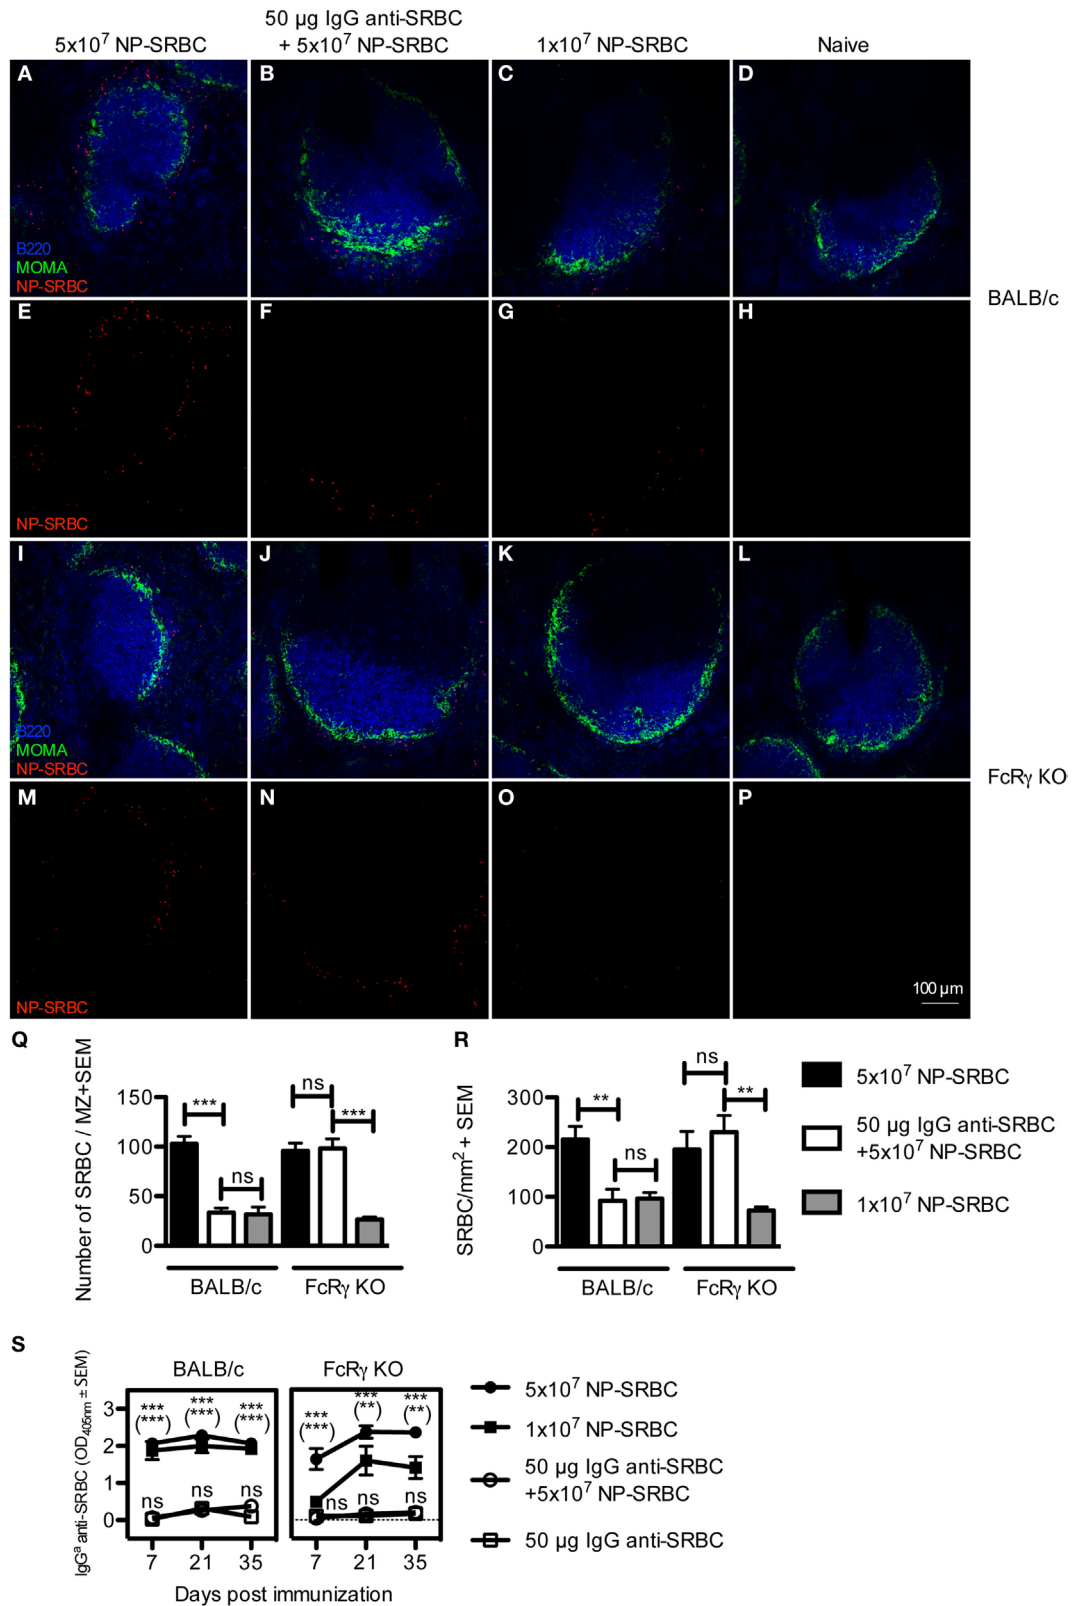 5x10⁷ NP-SRBC
50 µg IgG anti-SRBC
+ 5x10⁷ NP-SRBC
1x10⁷ NP-SRBC
Naive
A
B
C
D
B220
MOMA
NP-SRBC
BALB/c
E
F
G
H
NP-SRBC
I
J
K
L
B220
MOMA
NP-SRBC
FcRγ KO
M
N
O
P
NP-SRBC
100 µm
Q
Number of SRBC / MZ+SEM
150
100
50
0
***
ns
ns
***
BALB/c
FcRγ KO
R
SRBC/mm² + SEM
300
200
100
0
**
ns
ns
**
BALB/c
FcRγ KO
5x10⁷ NP-SRBC
50 µg IgG anti-SRBC
+5x10⁷ NP-SRBC
1x10⁷ NP-SRBC
S
IgGᵃ anti-SRBC (OD405nm ± SEM)
BALB/c
FcRγ KO
3
2
1
0
***
(***)
***
(***)
***
(***)
ns
ns
ns
***
(***)
***
(**)
***
(**)
ns
ns
ns
7
21
35
7
21
35
Days post immunization
5x10⁷ NP-SRBC
1x10⁷ NP-SRBC
50 µg IgG anti-SRBC
+5x10⁷ NP-SRBC
50 µg IgG anti-SRBC